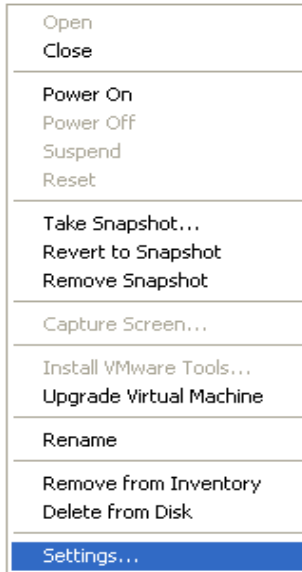 Open
Close
Power On
Power Off
Suspend
Reset
Take Snapshot...
Revert to Snapshot
Remove Snapshot
Capture Screen...
Install VMware Tools...
Upgrade Virtual Machine
Rename
Remove from Inventory
Delete from Disk
Settings...